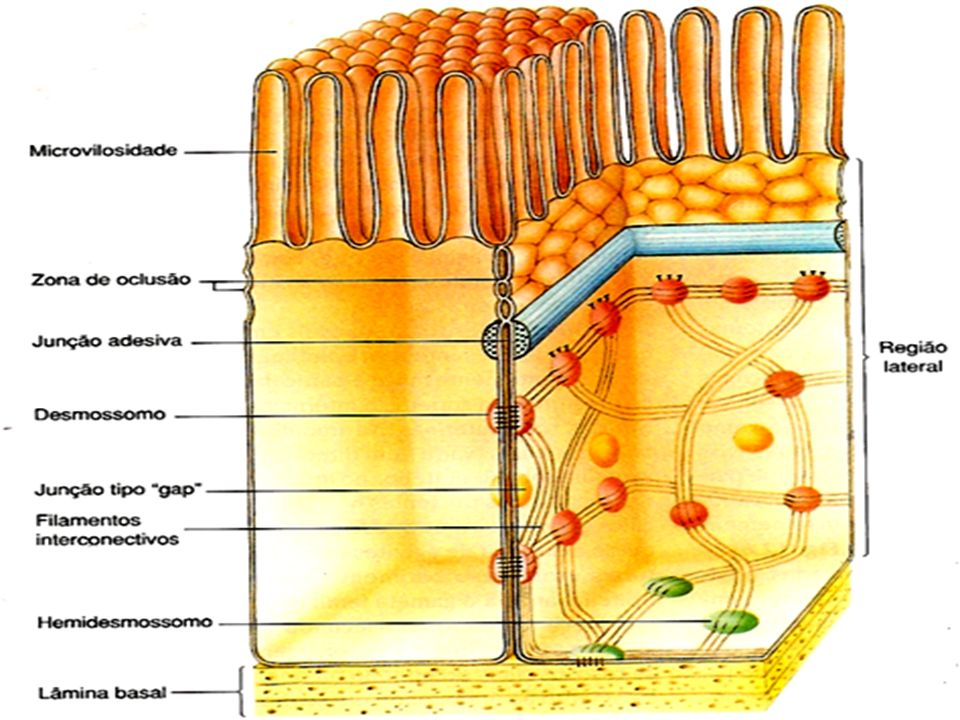 Microvilosidade
Zona de oclusão
Junção adesiva
Região
lateral
Desmossomo
Junção tipo “gap”
Filamentos
interconectivos
Hemidesmossomo
Lâmina basal